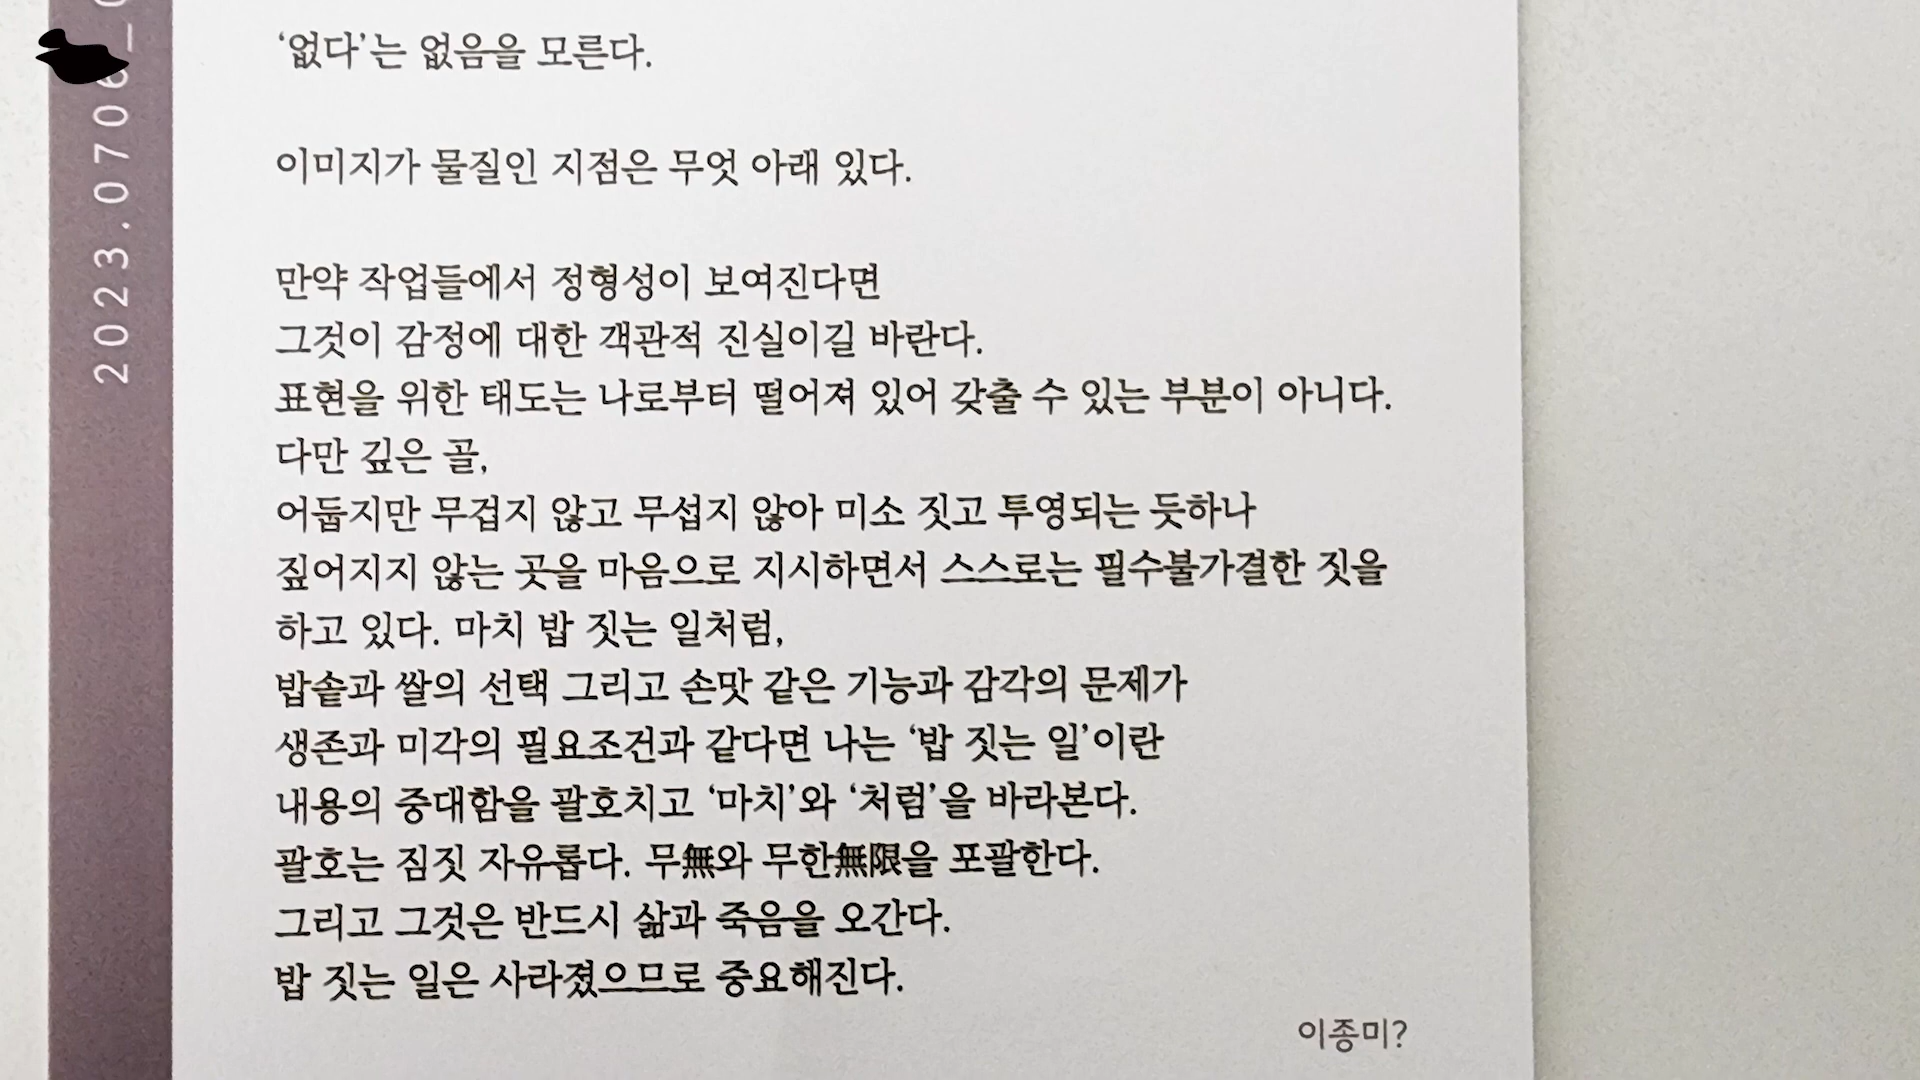 2023.0706_
‘없다’는 없음을 모른다.
이미지가 물질인 지점은 무엇 아래 있다.
만약 작업들에서 정형성이 보여진다면
그것이 감정에 대한 객관적 진실이길 바란다.
표현을 위한 태도는 나로부터 떨어져 있어 갖출 수 있는 부분이 아니다.
다만 깊은 골,
어둡지만 무겁지 않고 무섭지 않아 미소 짓고 투영되는 듯하나
짚어지지 않는 곳을 마음으로 지시하면서 스스로는 필수불가결한 짓을
하고 있다. 마치 밥 짓는 일처럼,
밥솥과 쌀의 선택 그리고 손맛 같은 기능과 감각의 문제가
생존과 미각의 필요조건과 같다면 나는 ‘밥 짓는 일’이란
내용의 중대함을 괄호치고 ‘마치’와 ‘처럼’을 바라본다.
괄호는 짐짓 자유롭다. 무無와 무한無限을 포괄한다.
그리고 그것은 반드시 삶과 죽음을 오간다.
밥 짓는 일은 사라졌으므로 중요해진다.
이종미?